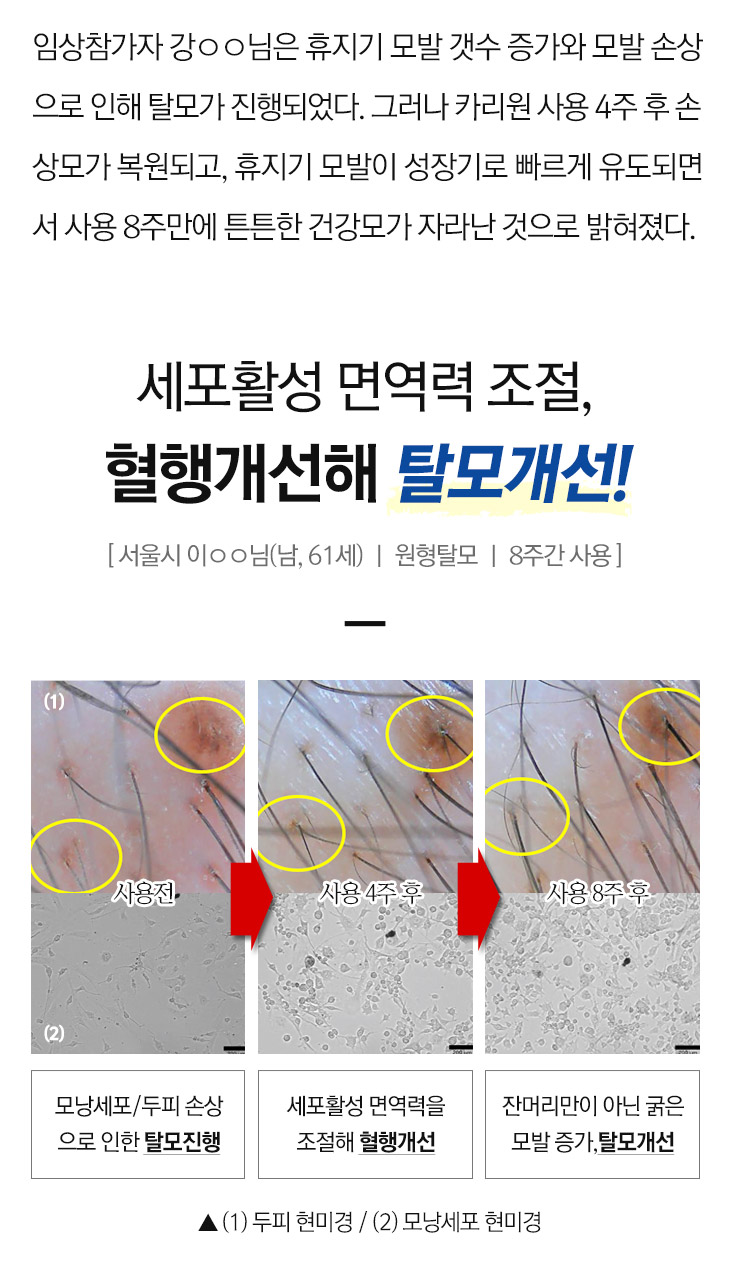 임상참가자 강ㅇㅇ님은 휴지기 모발 갯수 증가와 모발 손상
으로 인해 탈모가 진행되었다. 그러나 카리원 사용 4주 후 손
상모가 복원되고, 휴지기 모발이 성장기로 빠르게 유도되면
서 사용 8주만에 튼튼한 건강모가 자라난 것으로 밝혀졌다.
세포활성 면역력 조절,
혈행개선해 탈모개선!
[ 서울시 이ㅇㅇ님(남, 61세) | 원형탈모 | 8주간 사용 ]
(1)
사용전
사용 4주 후
사용 8주 후
(2)
모낭세포/두피 손상
으로 인한 탈모진행
세포활성 면역력을
조절해 혈행개선
잔머리만이 아닌 굵은
모발 증가,탈모개선
▲ (1) 두피 현미경 / (2) 모낭세포 현미경